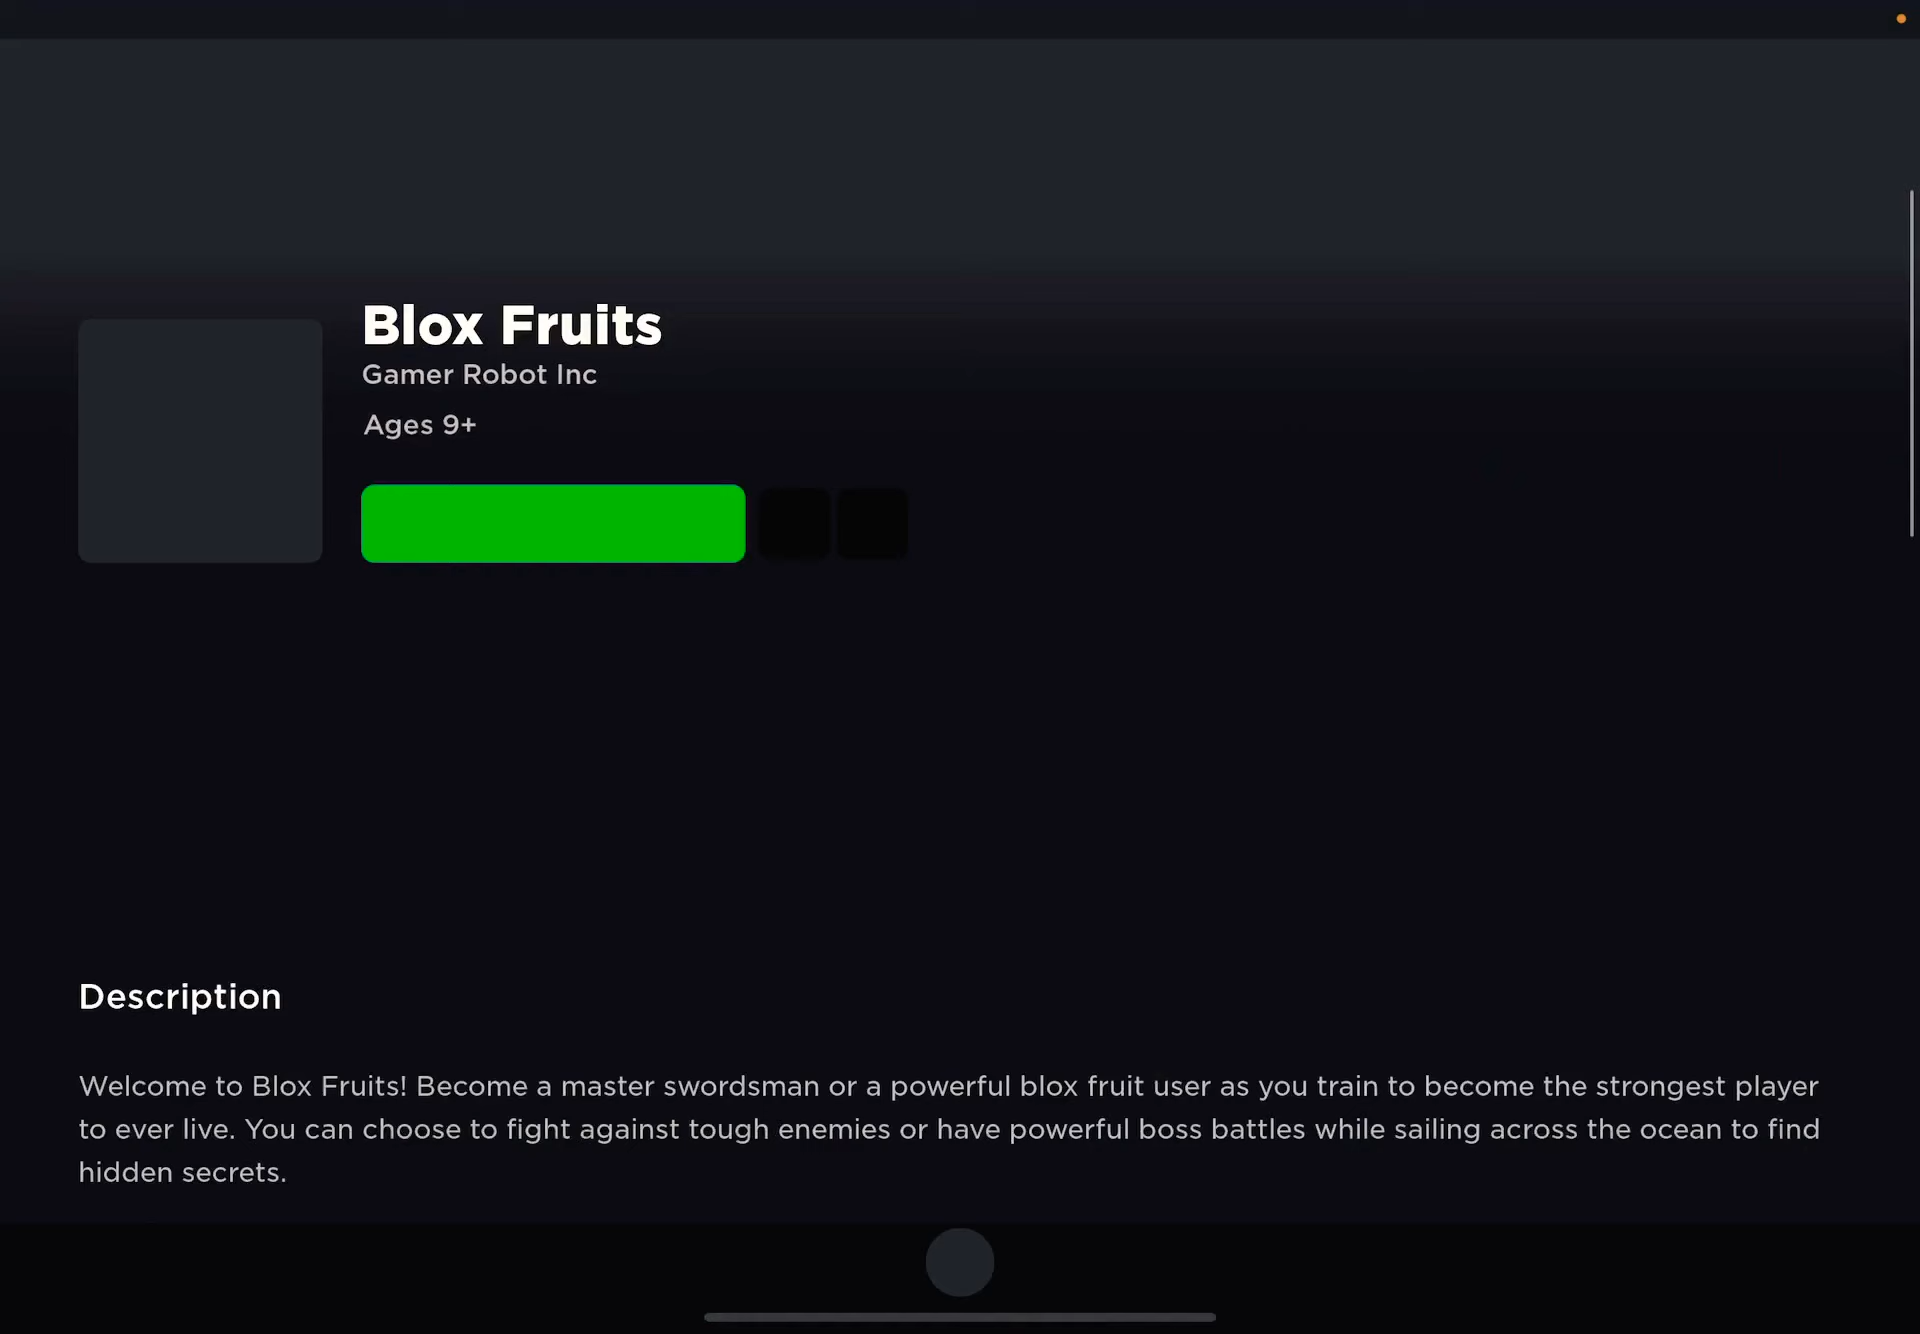 Blox Fruits
Gamer Robot Inc
Ages 9+
Description
Welcome to Blox Fruits! Become a master swordsman or a powerful blox fruit user as you train to become the strongest player
to ever live. You can choose to fight against tough enemies or have powerful boss battles while sailing across the ocean to find
hidden secrets.